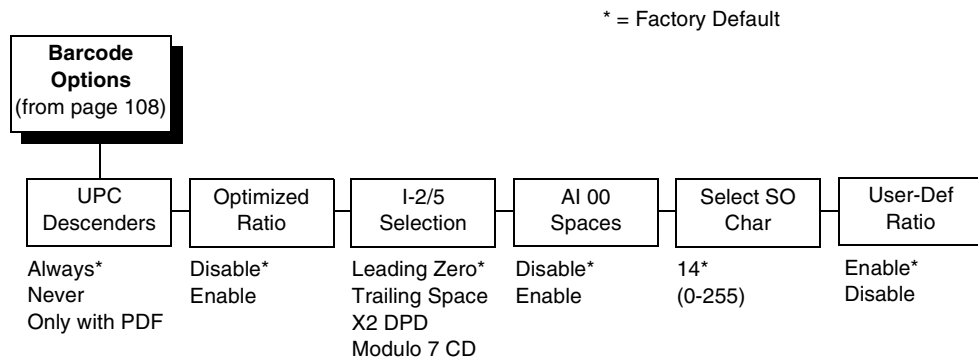 * = Factory Default
Barcode
Options
(from page 108)
UPC
Descenders
Always*
Never
Only with PDF
Optimized
Ratio
Disable*
Enable
I-2/5
Selection
Leading Zero*
Trailing Space
X2 DPD
Modulo 7 CD
AI 00
Spaces
Disable*
Enable
Select SO
Char
14*
(0-255)
User-Def
Ratio
Enable*
Disable